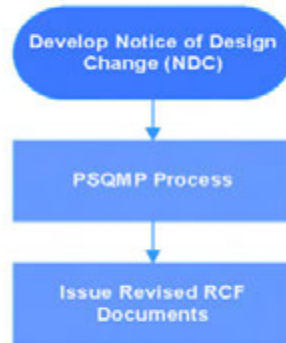 Develop Notice of Design
Change (NDC)
PSQMP Process
Issue Revised RCF
Documents